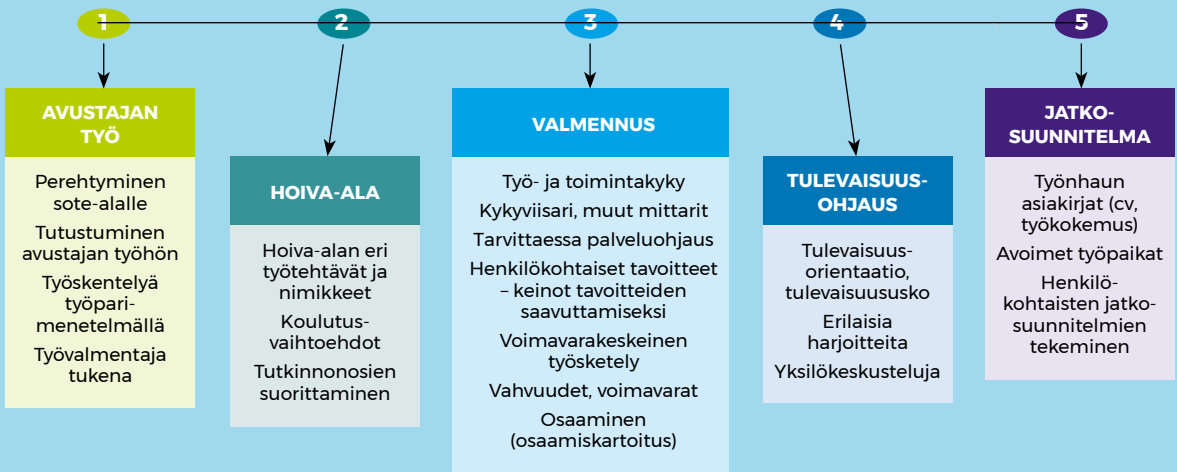 1
2
3
4
5
AVUSTAJAN
TYÖ
Perehtyminen
sote-alalle
Tutustuminen
avustajan työhön
Työskentelyä
työpari-
menetelmällä
Työvalmentaja
tukena
HOIVA-ALA
Hoiva-alan eri
työtehtävät ja
nimikkeet
Koulutus-
vaihtoehdot
Tutkinnonosien
suorittaminen
VALMENNUS
Työ- ja toimintakyky
Kykyviisari, muut mittarit
Tarvittaessa palveluohjaus
Henkilökohtaiset tavoitteet
– keinot tavoitteiden
saavuttamiseksi
Voimavarakeskeinen
työsketely
Vahvuudet, voimavarat
Osaaminen
(osaamiskartoitus)
TULEVAISUUS-
OHJAUS
Tulevaisuus-
orientaatio,
tulevaisuususko
Erilaisia
harjoitteita
Yksilökeskusteluja
JATKO-
SUUNNITELMA
Työnhaun
asiakirjat (cv,
työkokemus)
Avoimet työpaikat
Henkilö-
kohtaisten jatko-
suunnitelmien
tekeminen